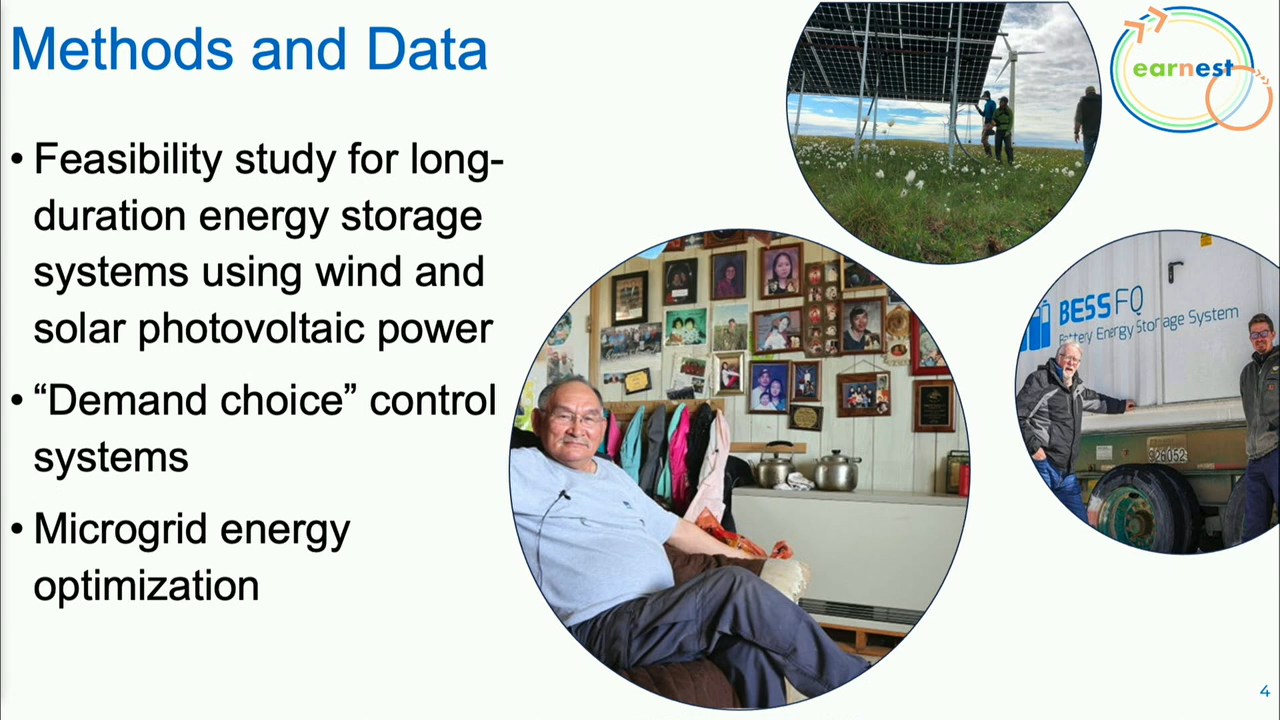 Methods and Data
earnest
• Feasibility study for long-
duration energy storage
systems using wind and
solar photovoltaic power
• “Demand choice” control
systems
• Microgrid energy
optimization
BESS FQ
Battery Energy Storage System
926052
4